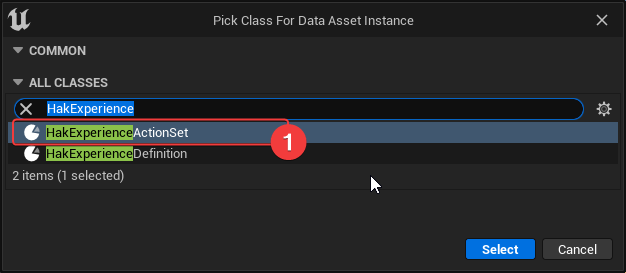 Pick Class For Data Asset Instance
COMMON
ALL CLASSES
HakExperience
HakExperienceActionSet
1
HakExperienceDefinition
2 items (1 selected)
Select Cancel